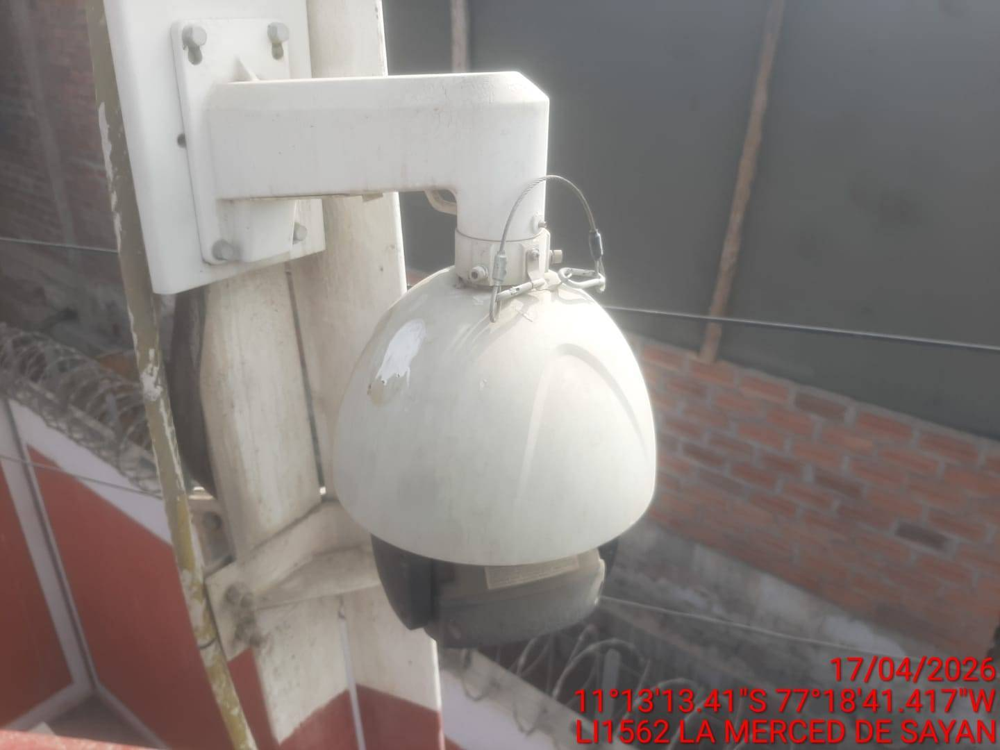 17/04/2026
11°13'13.41"S 77°18'41.417"W
LI1562 LA MERCED DE SAYAN